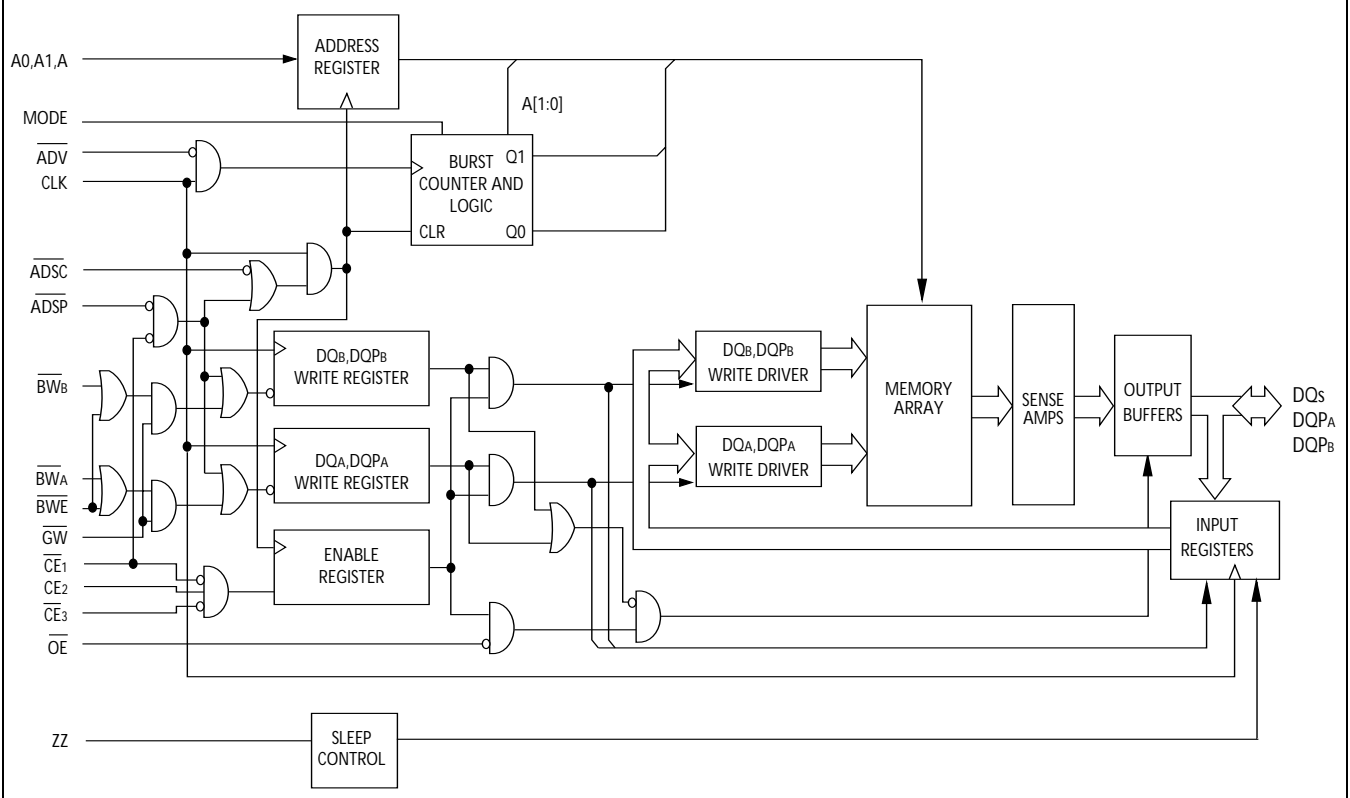 A0,A1,A
ADDRESS
REGISTER
MODE
A[1:0]
ADV
CLK
BURST
COUNTER AND
LOGIC
Q1
CLR
Q0
ADSC
ADSP
BWB
DQB,DQPB
WRITE REGISTER
DQB,DQPB
WRITE DRIVER
MEMORY
ARRAY
SENSE
AMPS
OUTPUT
BUFFERS
DQs
DQPA
DQPB
BWA
BWE
DQA,DQPA
WRITE REGISTER
DQA,DQPA
WRITE DRIVER
GW
CE1
CE2
CE3
ENABLE
REGISTER
INPUT
REGISTERS
OE
ZZ
SLEEP
CONTROL